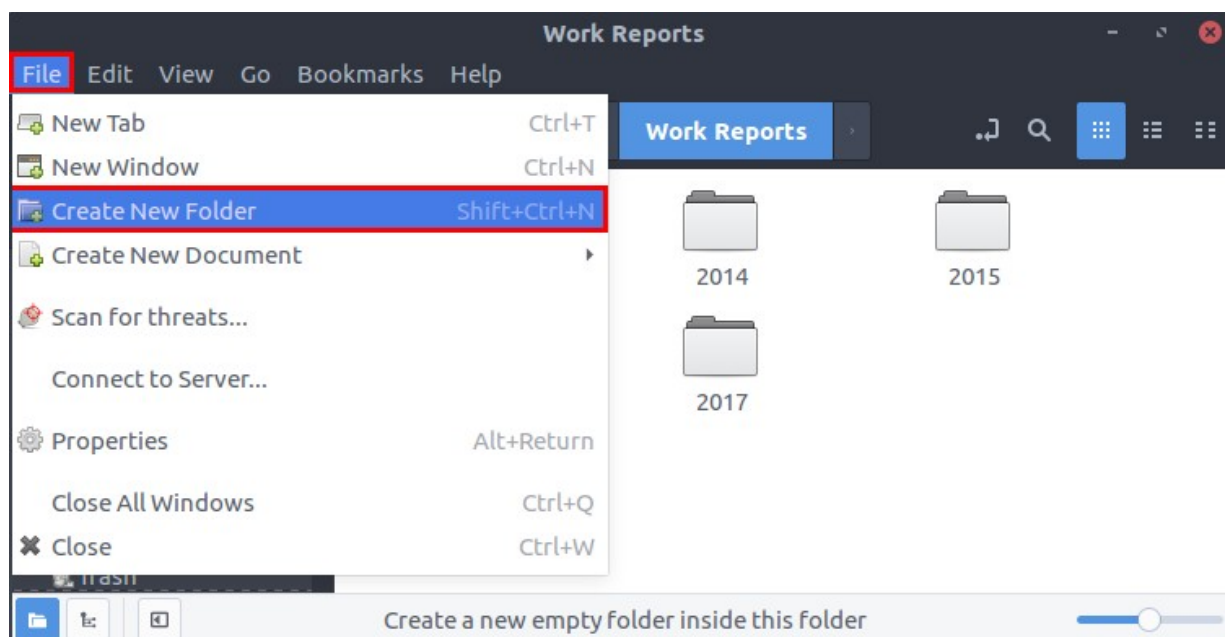 Work Reports
File Edit View Go Bookmarks Help
New Tab Ctrl+T
New Window Ctrl+N
Create New Folder Shift+Ctrl+N
Create New Document
Scan for threats...
Connect to Server...
Properties Alt+Return
Close All Windows Ctrl+Q
Close Ctrl+W
Work Reports
2014 2015
2017
Trash
Create a new empty folder inside this folder